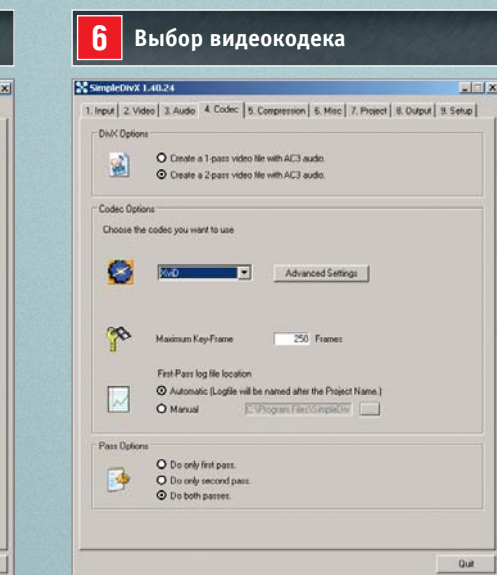 6 Выбор видеокодека
SimpleDivX 1.40.24
1. Input 2. Video 3. Audio 4. Codec 5. Compression 6. Misc 7. Project 8. Output 9. Setup
DivX Options
Create a 1-pass video file with AC3 audio.
Create a 2-pass video file with AC3 audio.
Codec Options
Choose the codec you want to use
XviD Advanced Settings
Maximum Key-Frame 250 Frames
First-Pass log file location
Automatic (Logfile will be named after the Project Name.)
Manual C:\Program Files\SimpleDiv ...
Pass Options
Do only first pass.
Do only second pass.
Do both passes.
Quit